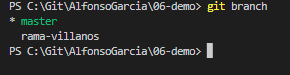 PS C:\Git\AlfonsoGarcia\06-demo> git branch
* master
  rama-villanos
PS C:\Git\AlfonsoGarcia\06-demo>